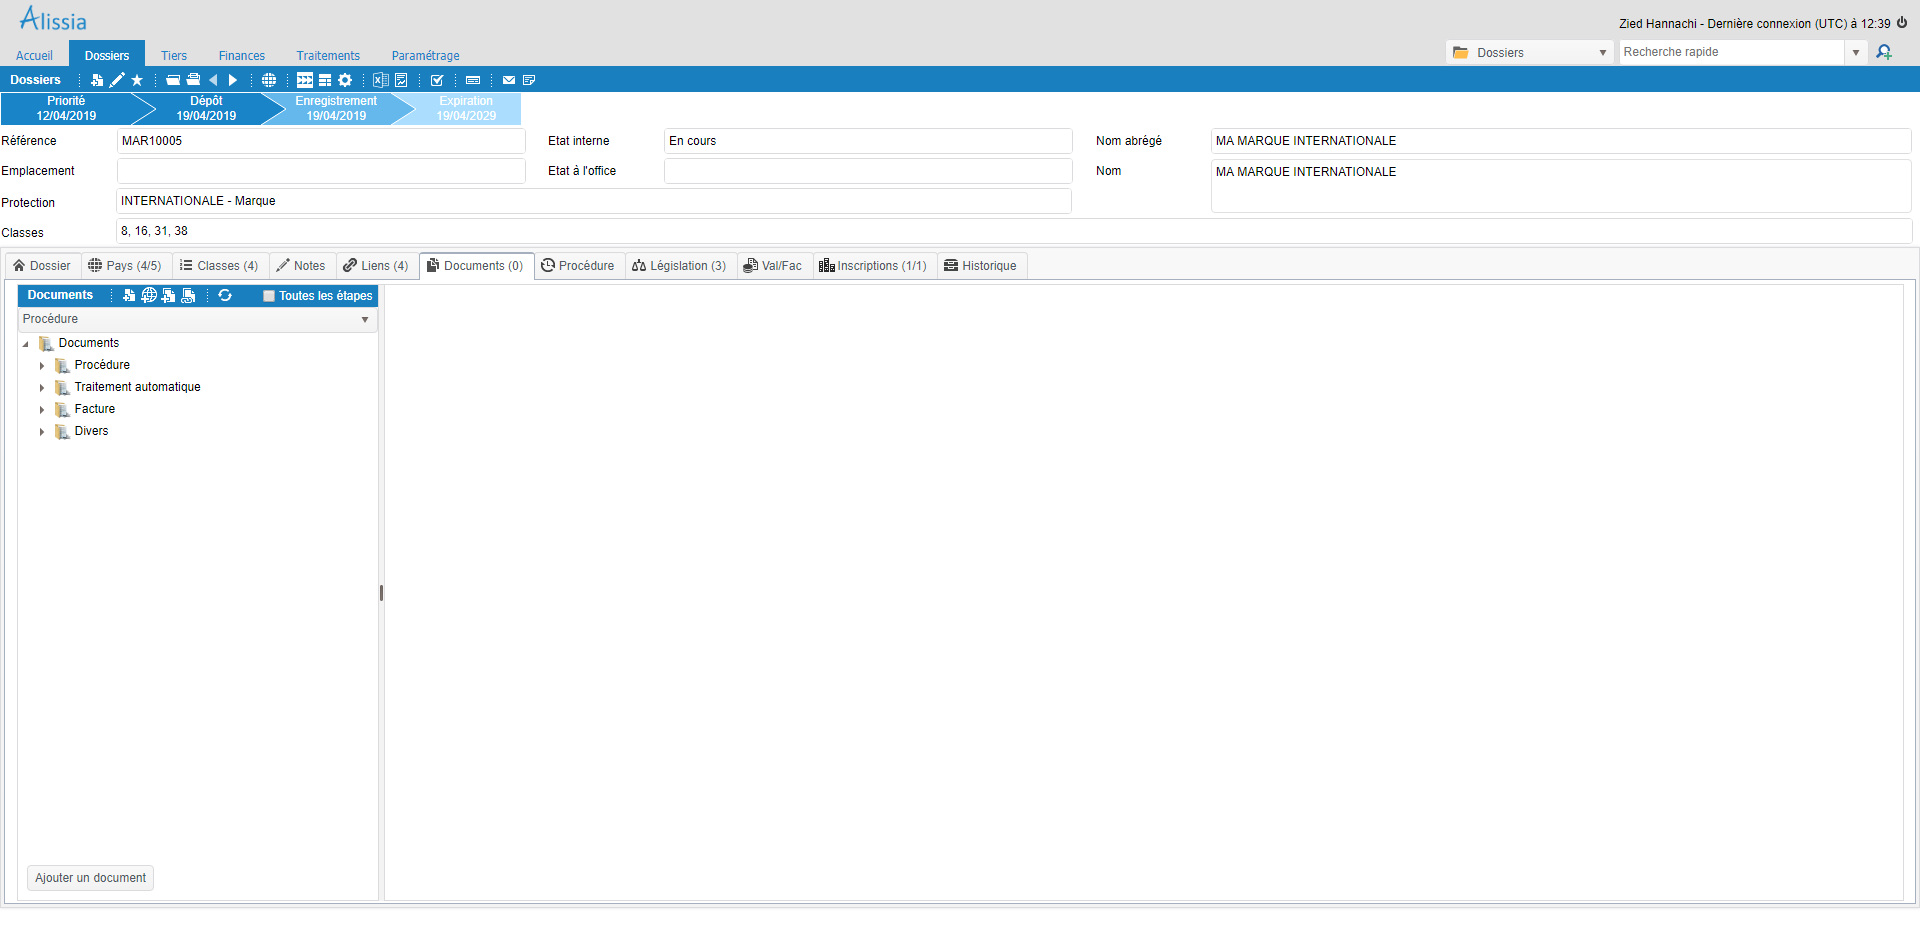 Alissia
Zied Hannachi - Dernière connexion (UTC) à 12:39
Accueil Dossiers Tiers Finances Traitements Paramétrage
Dossiers Recherche rapide
Dossiers
Priorité Dépôt Enregistrement Expiration
12/04/2019 19/04/2019 19/04/2019 19/04/2029
Référence MAR10005 Etat interne En cours Nom abrégé MA MARQUE INTERNATIONALE
Emplacement Etat à l'office Nom MA MARQUE INTERNATIONALE
Protection INTERNATIONALE - Marque
Classes 8, 16, 31, 38
Dossier Pays (4/5) Classes (4) Notes Liens (4) Documents (0) Procédure Législation (3) Val/Fac Inscriptions (1/1) Historique
Documents Toutes les étapes
Procédure
Documents
Procédure
Traitement automatique
Facture
Divers
Ajouter un document